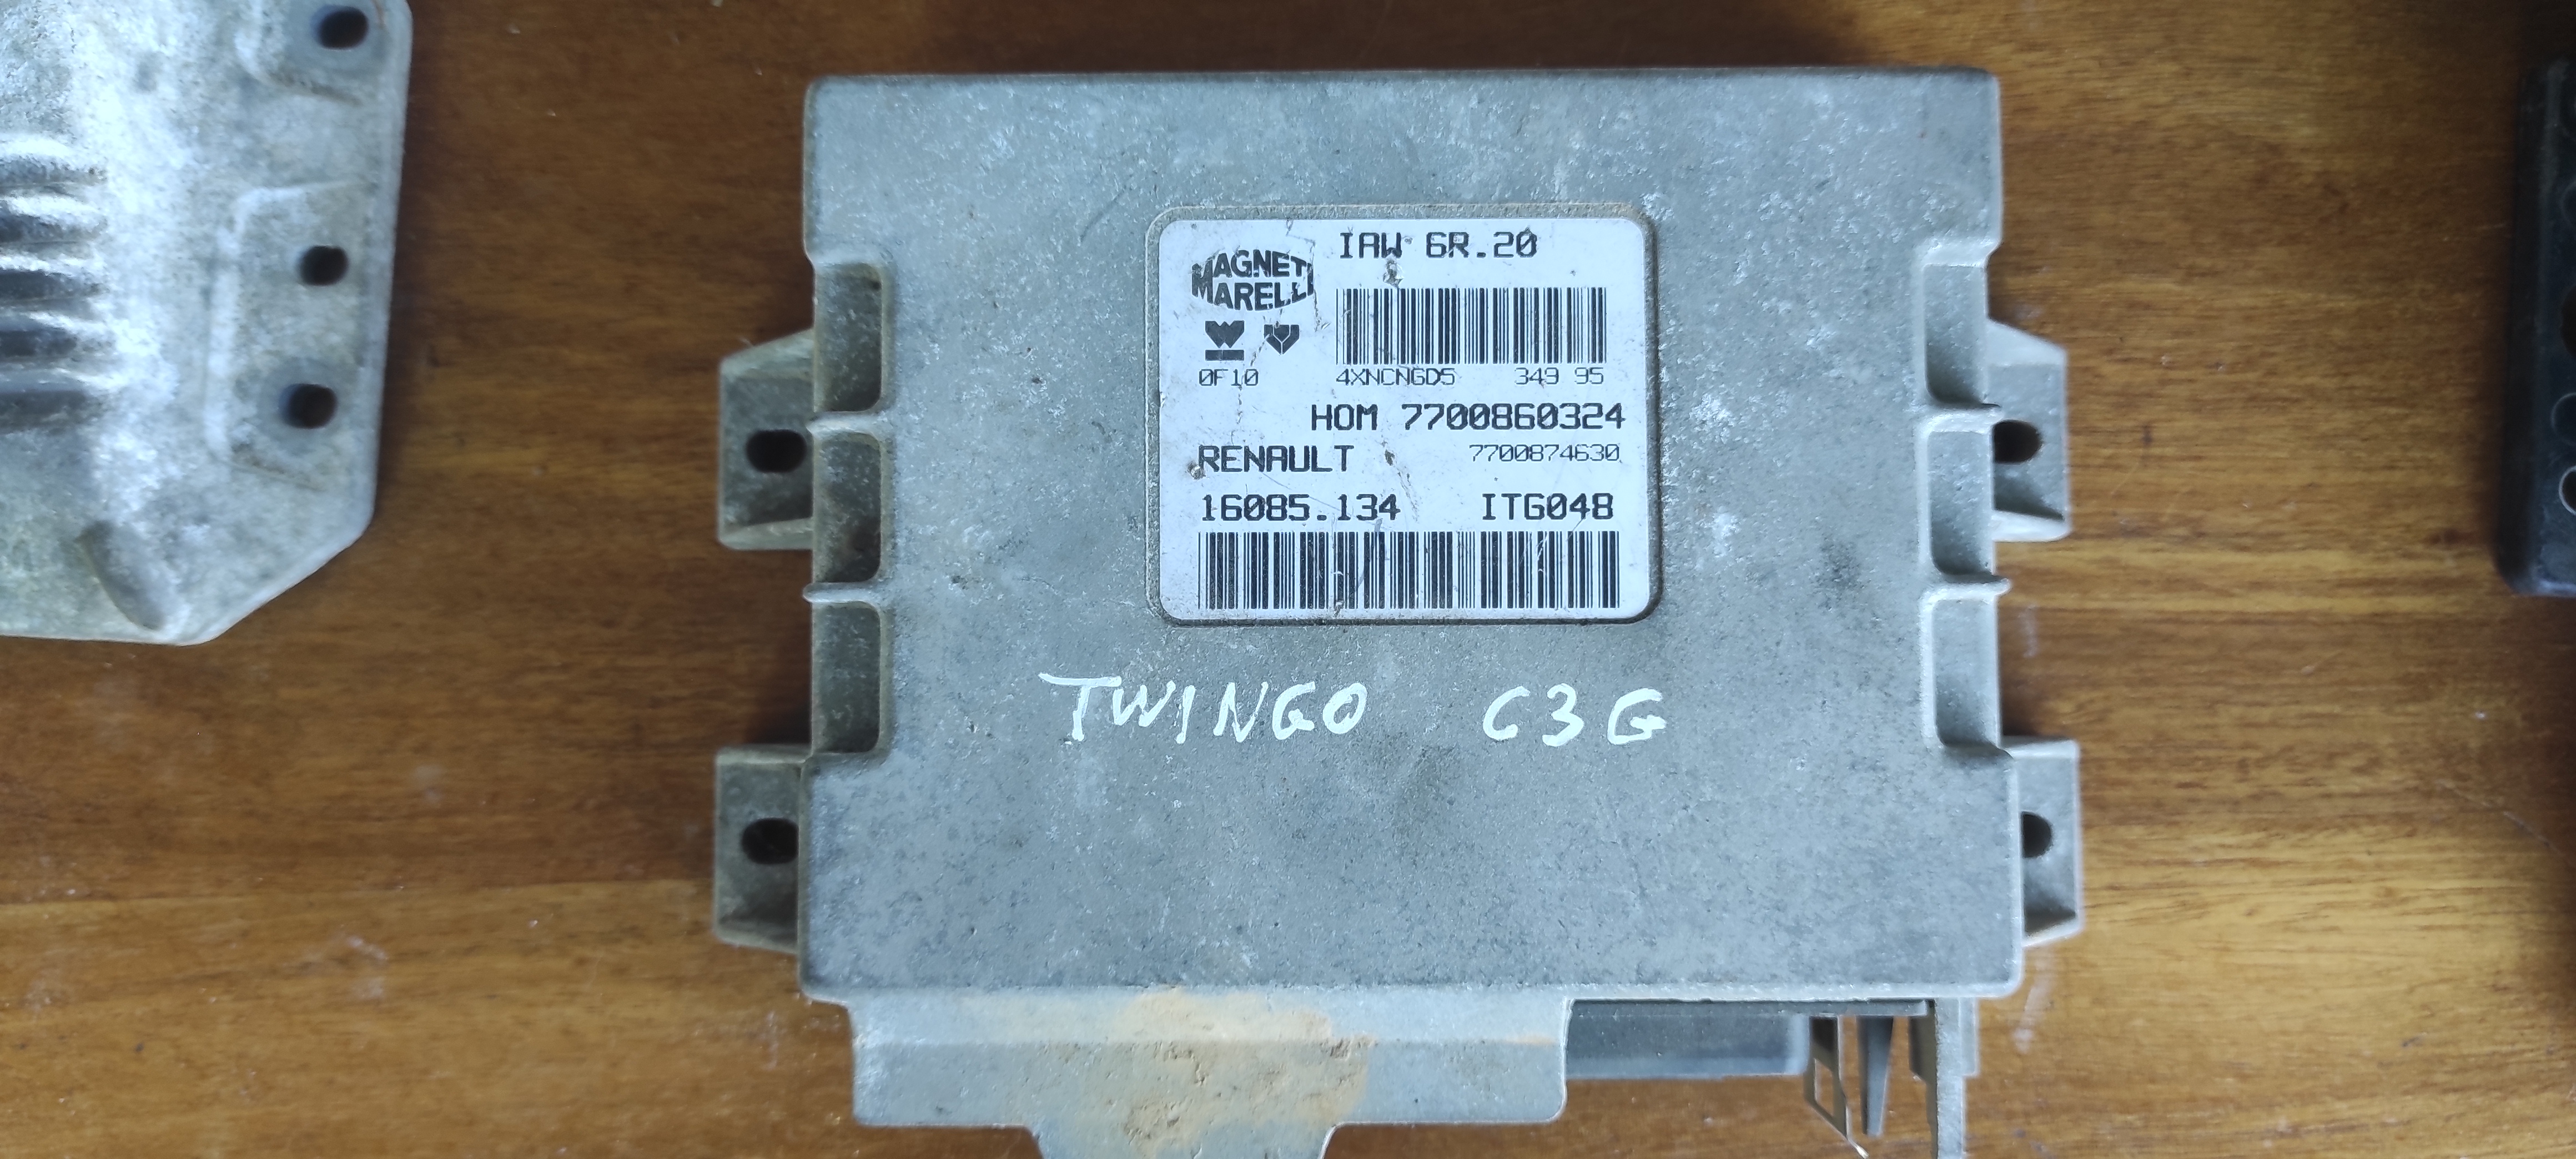 IAW 6R.20
MAGNETI
MARELLI
0F10 4XNCNGD5 349 95
HOM 7700860324
RENAULT 7700874630
16085.134 ITG048
TWINGO C3G